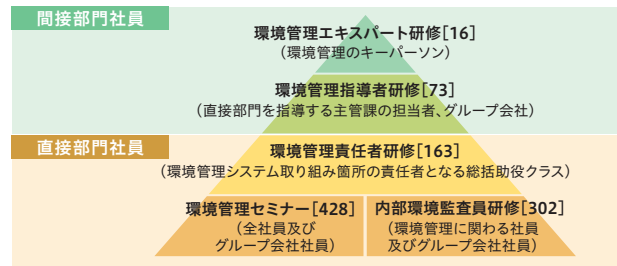 間接部門社員
環境管理エキスパート研修[16]
（環境管理のキーパーソン）
環境管理指導者研修[73]
（直接部門を指導する主管課の担当者、グループ会社）
直接部門社員
環境管理責任者研修[163]
（環境管理システム取り組み箇所の責任者となる総括助役クラス）
環境管理セミナー[428]
（全社員及び
グループ会社社員）
内部環境監査員研修[302]
（環境管理に関わる社員
及びグループ会社社員）